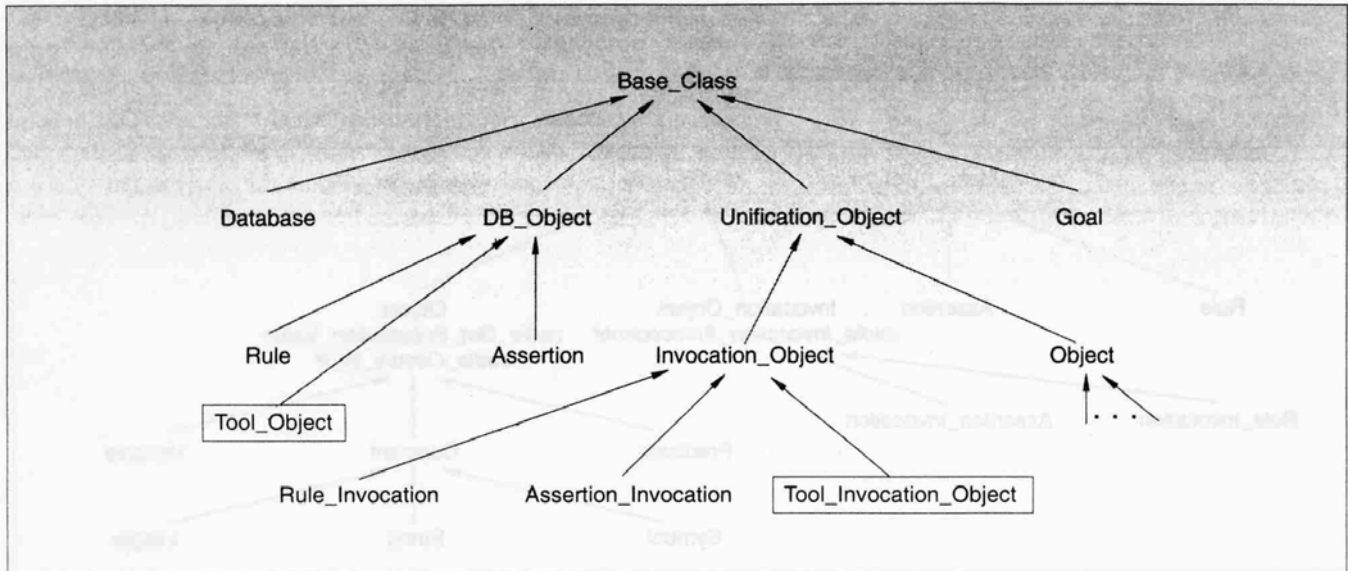 Base_Class
Database DB_Object Unification_Object Goal
Rule Assertion Invocation_Object Object
Tool_Object
Rule_Invocation Assertion_Invocation Tool_Invocation_Object